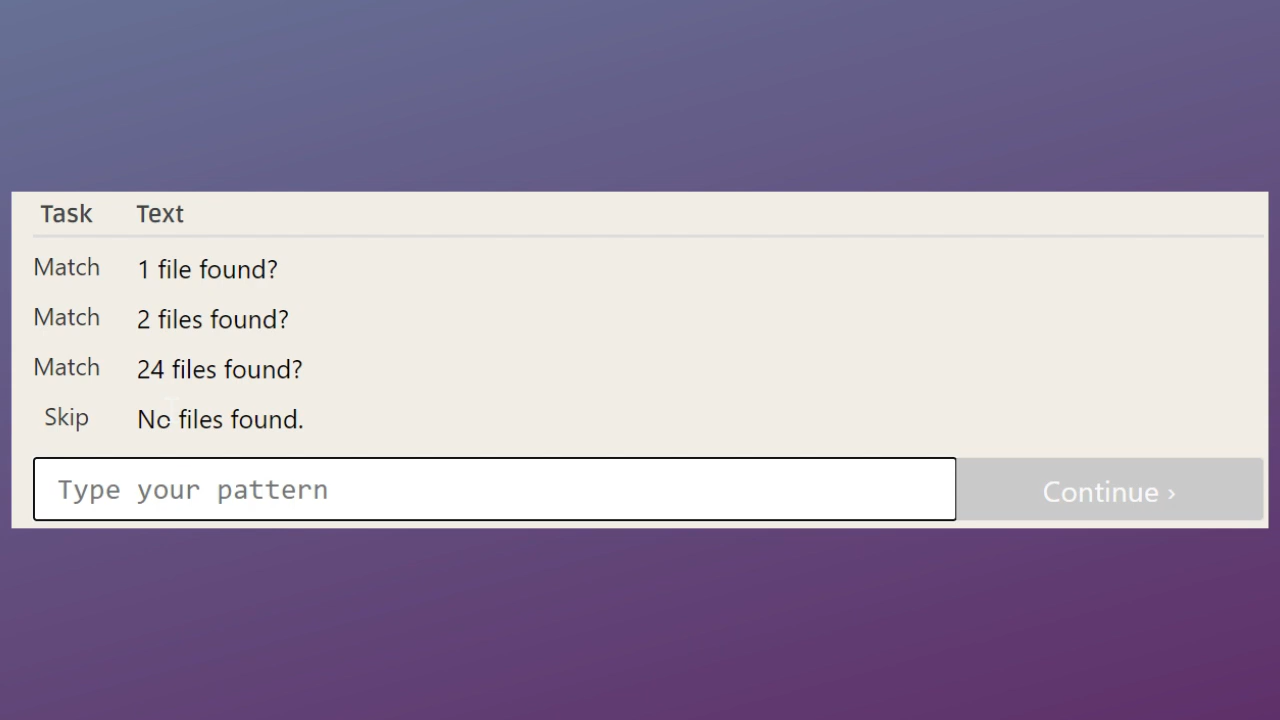 Task Text
Match 1 file found?
Match 2 files found?
Match 24 files found?
Skip No files found.
Type your pattern
Continue ›